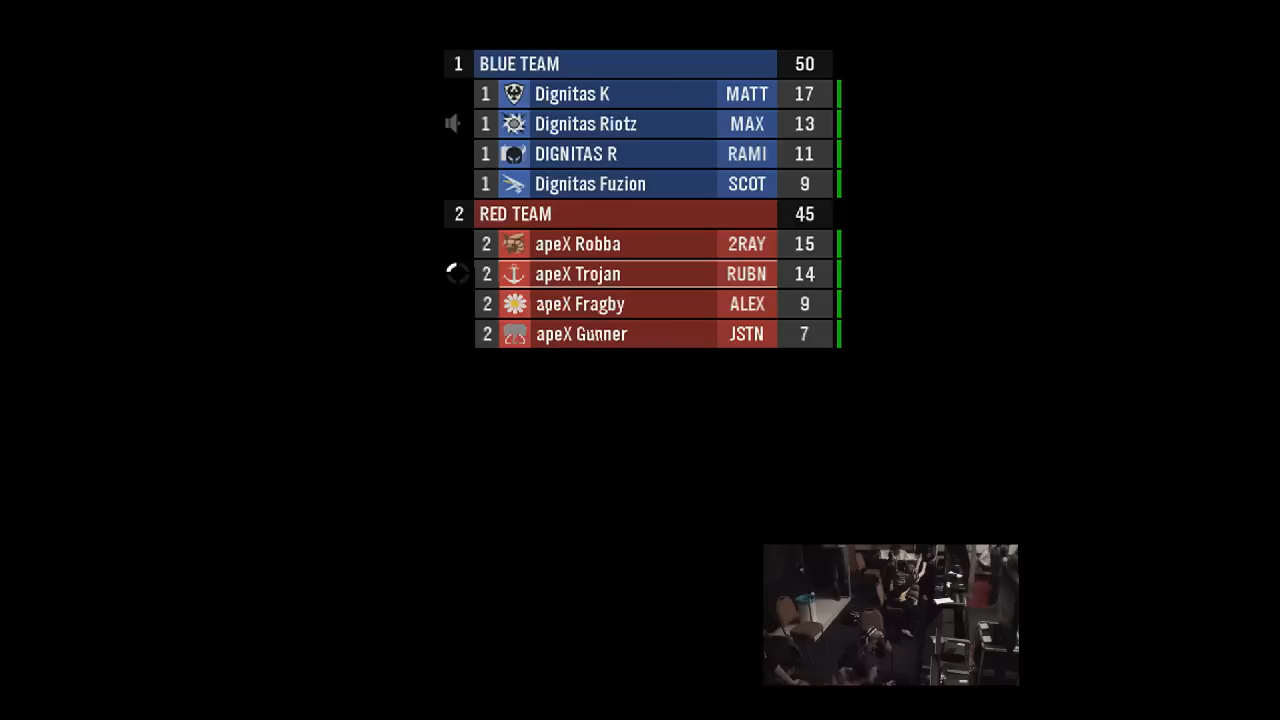 1 BLUE TEAM 50
1 Dignitas K MATT 17
1 Dignitas Riotz MAX 13
1 DIGNITAS R RAMI 11
1 Dignitas Fuzion SCOT 9
2 RED TEAM 45
2 apeX Robba 2RAY 15
2 apeX Trojan RUBN 14
2 apeX Fragby ALEX 9
2 apeX Gunner JSTN 7